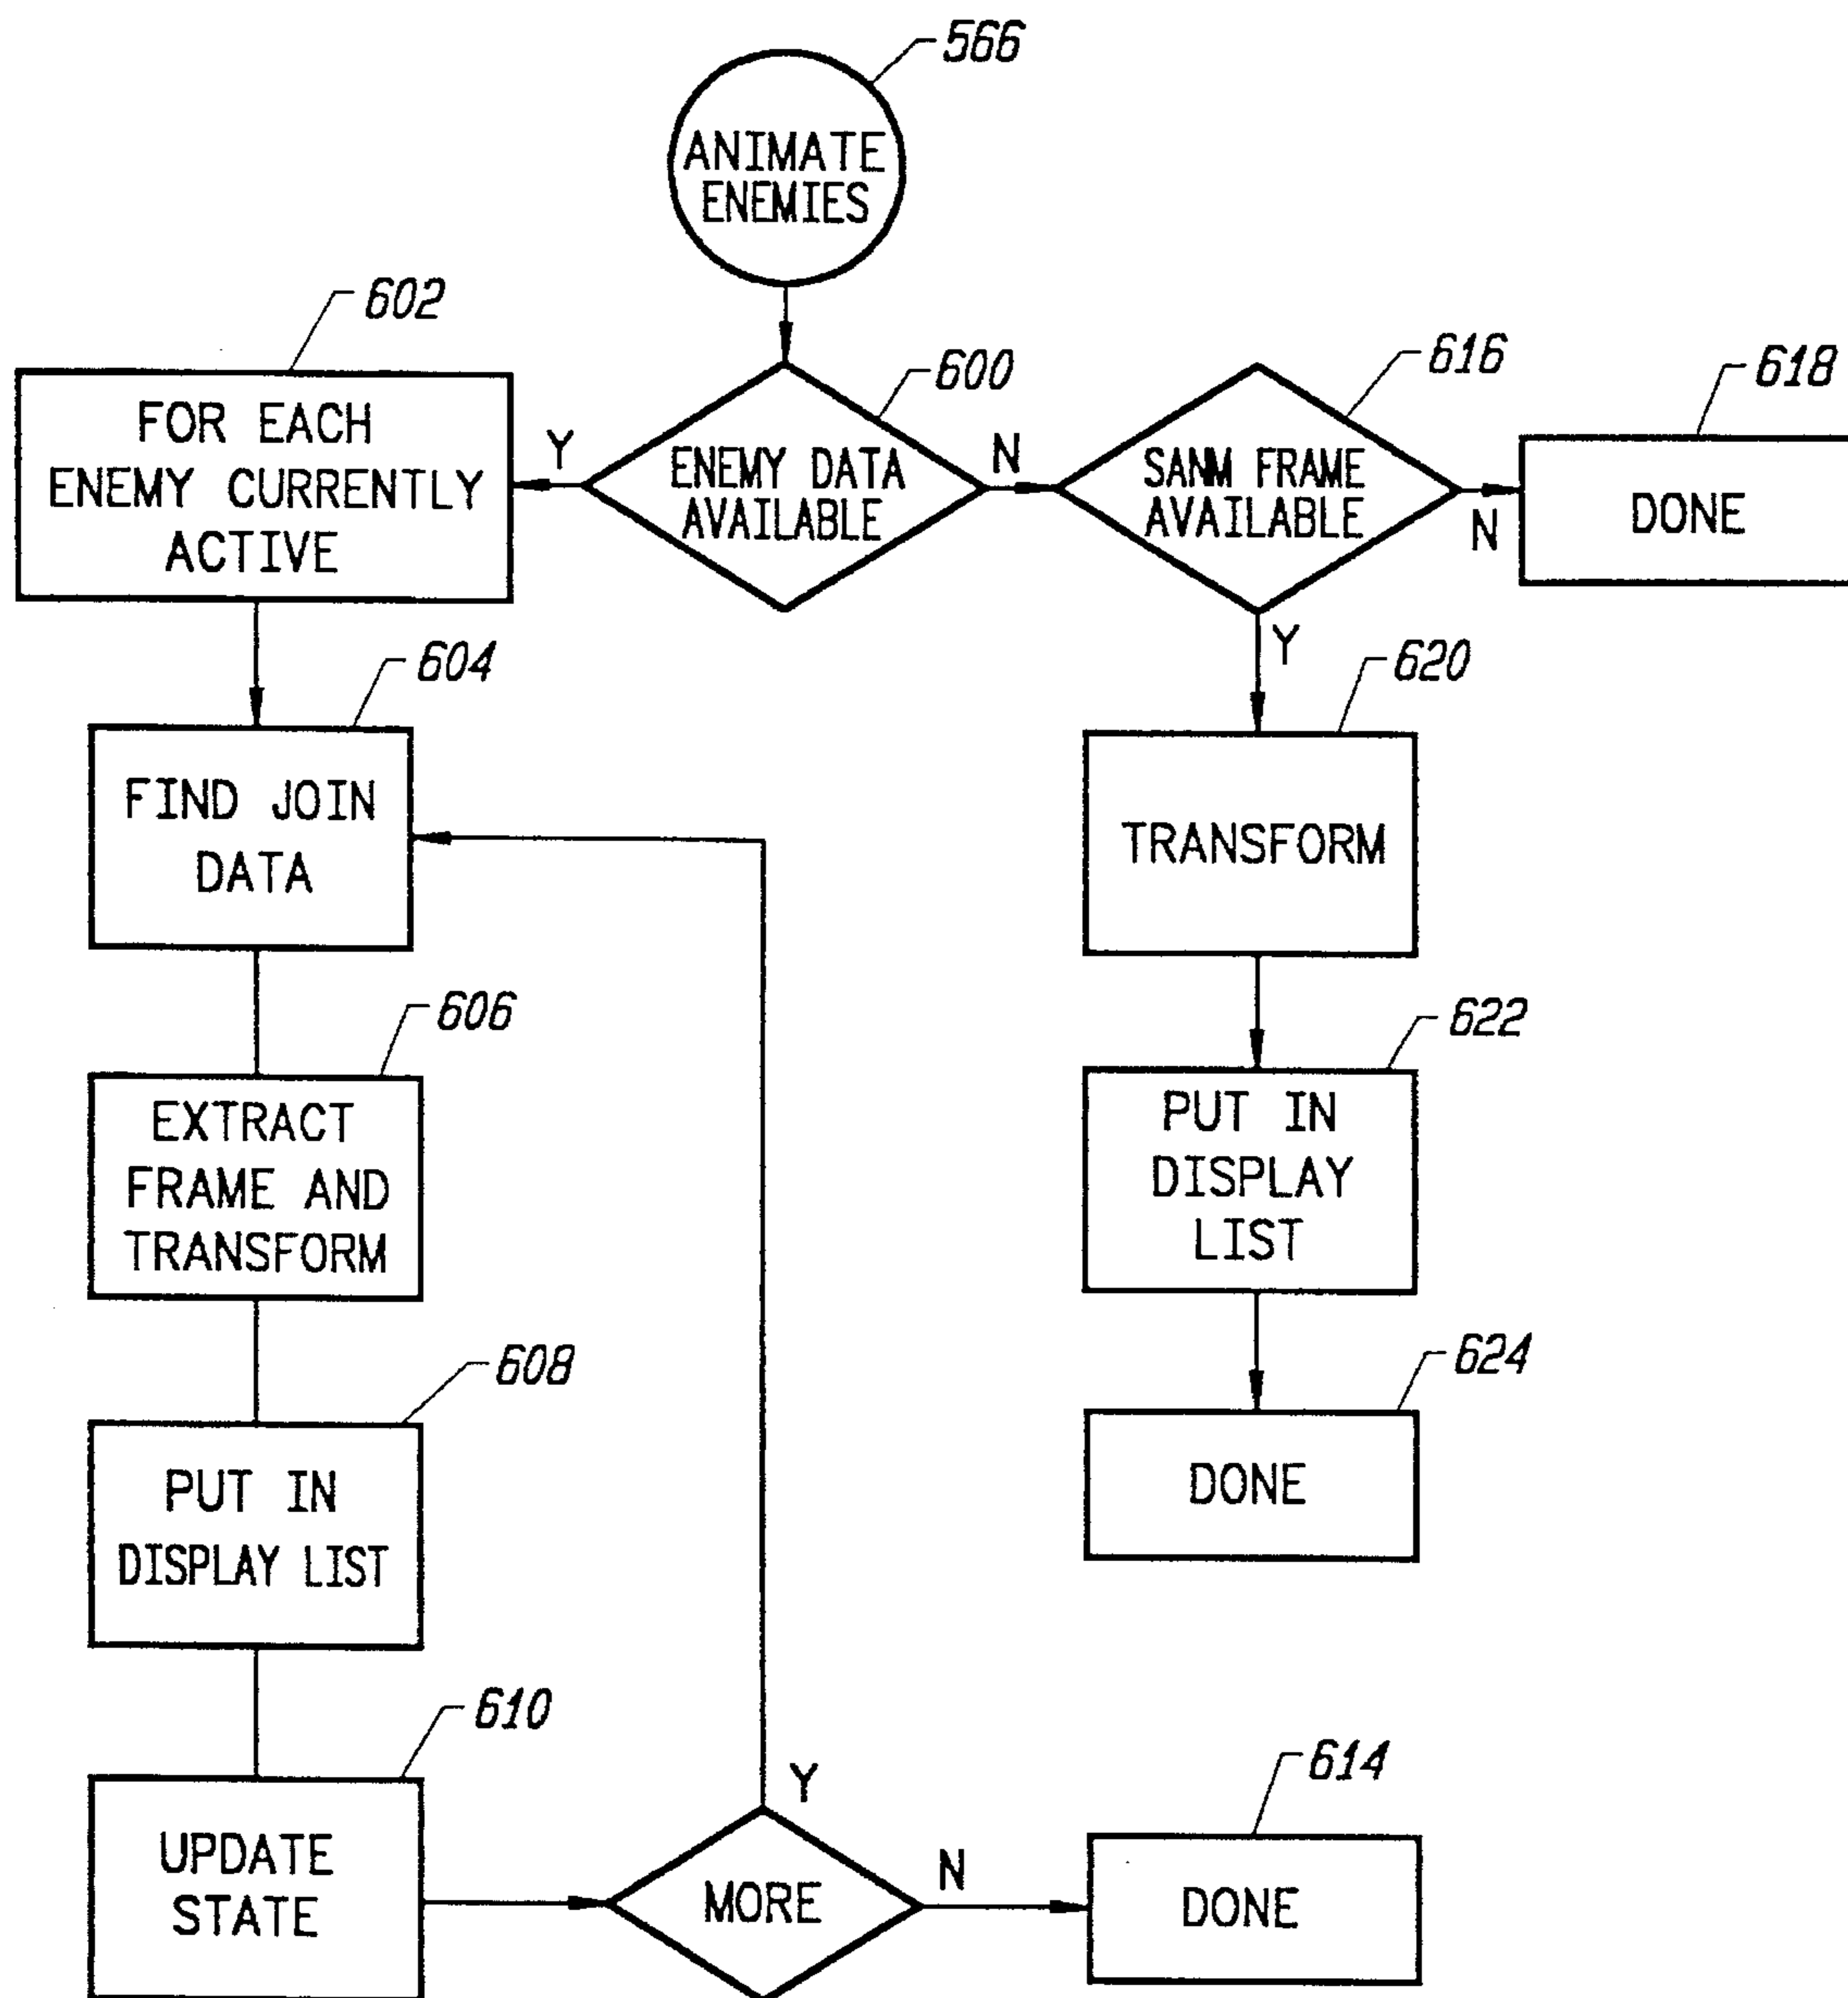 566
ANIMATE
ENEMIES
602
FOR EACH
ENEMY CURRENTLY
ACTIVE
Y
600
ENEMY DATA
AVAILABLE
N
616
SANM FRAME
AVAILABLE
N
618
DONE
Y
604
FIND JOIN
DATA
620
TRANSFORM
606
EXTRACT
FRAME AND
TRANSFORM
622
PUT IN
DISPLAY
LIST
608
PUT IN
DISPLAY LIST
624
DONE
610
UPDATE
STATE
Y
MORE
N
614
DONE